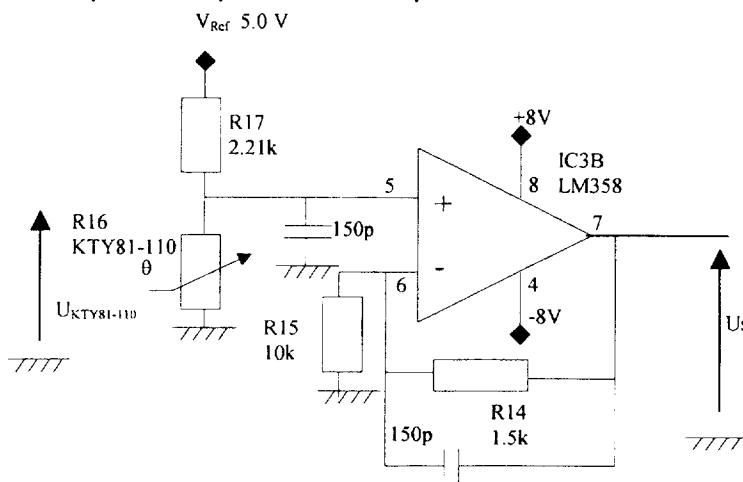 V_Ref 5.0 V
R17
2.21k
+8V
IC3B
LM358
5
8
7
+
R16
KTY81-110
θ
150p
-
6
4
U_KTY81-110
R15
10k
-8V
R14
1.5k
150p